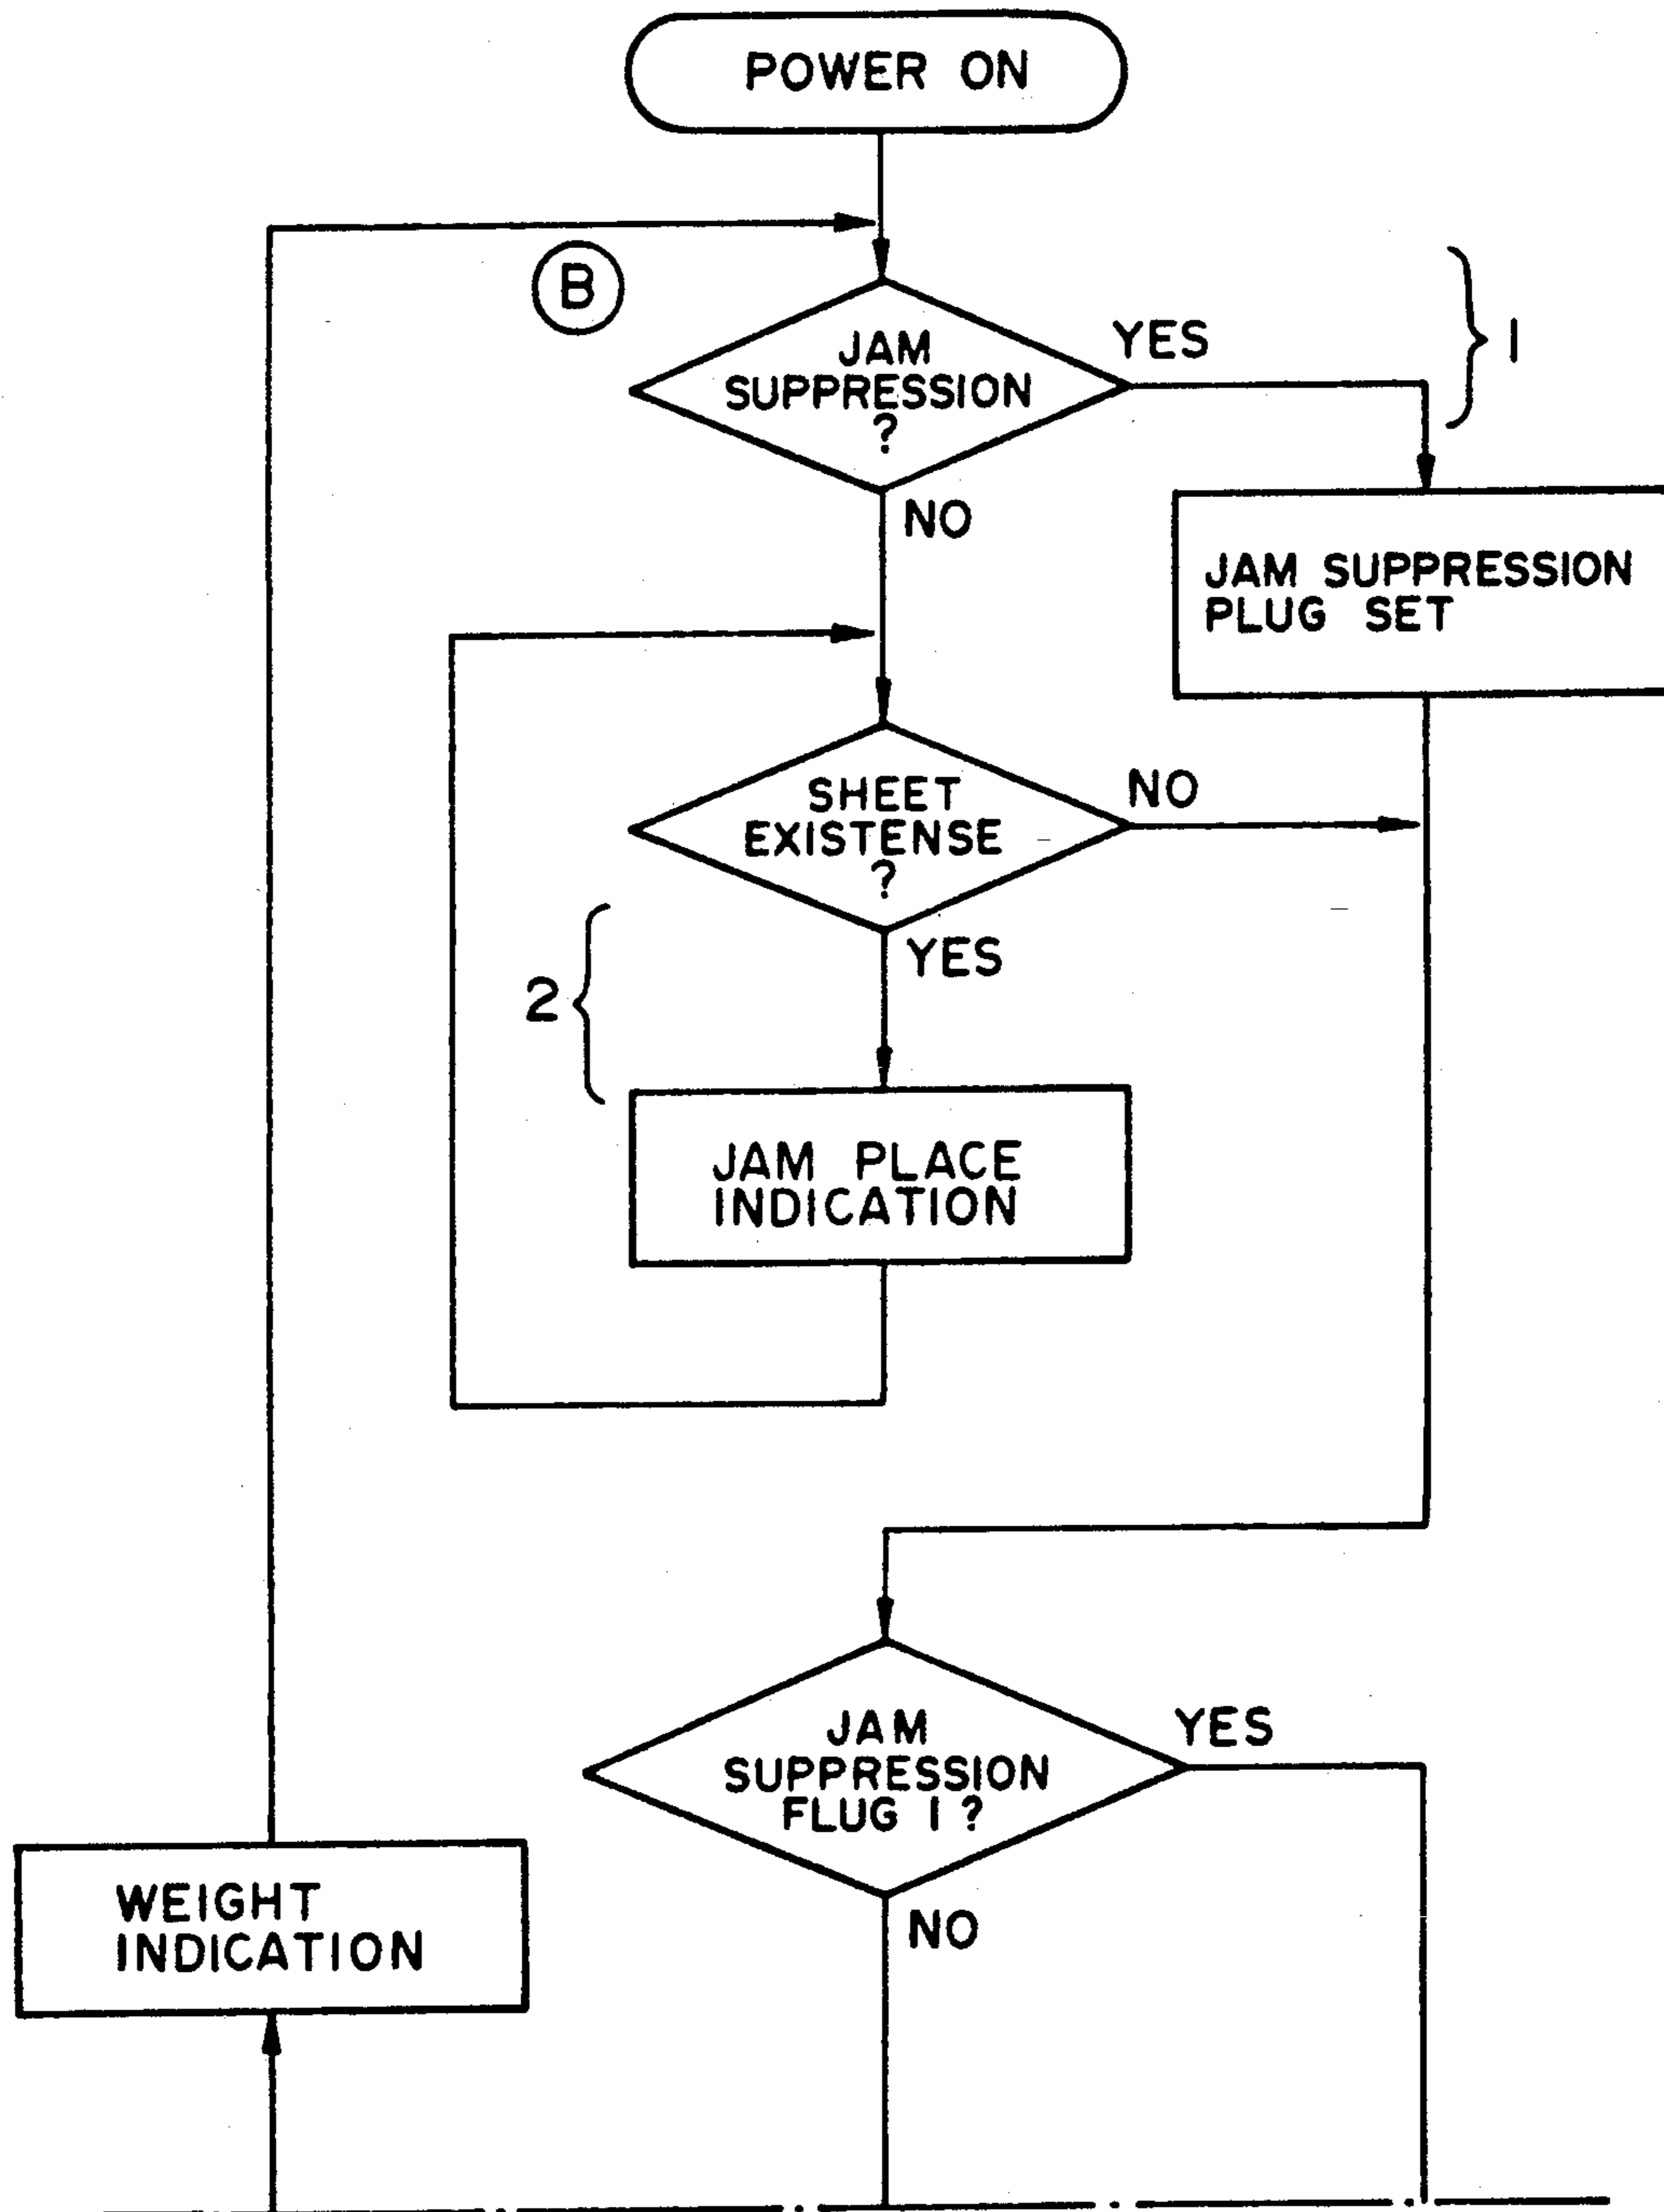 POWER ON
B
JAM
SUPPRESSION
?
YES
1
NO
JAM SUPPRESSION
PLUG SET
SHEET
EXISTENSE
?
NO
YES
2
JAM PLACE
INDICATION
JAM
SUPPRESSION
FLUG 1 ?
YES
NO
WEIGHT
INDICATION